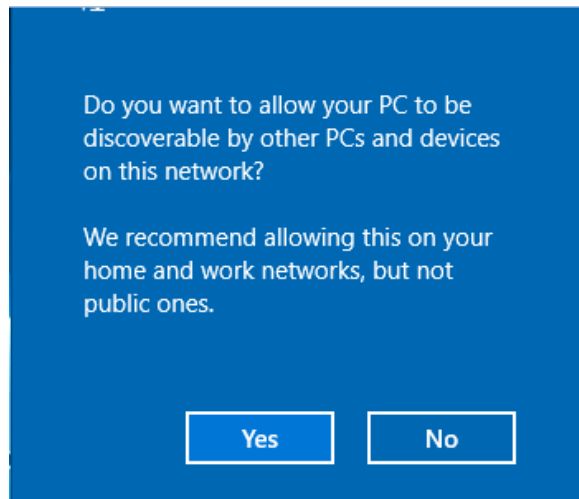 Do you want to allow your PC to be
discoverable by other PCs and devices
on this network?
We recommend allowing this on your
home and work networks, but not
public ones.
Yes
No